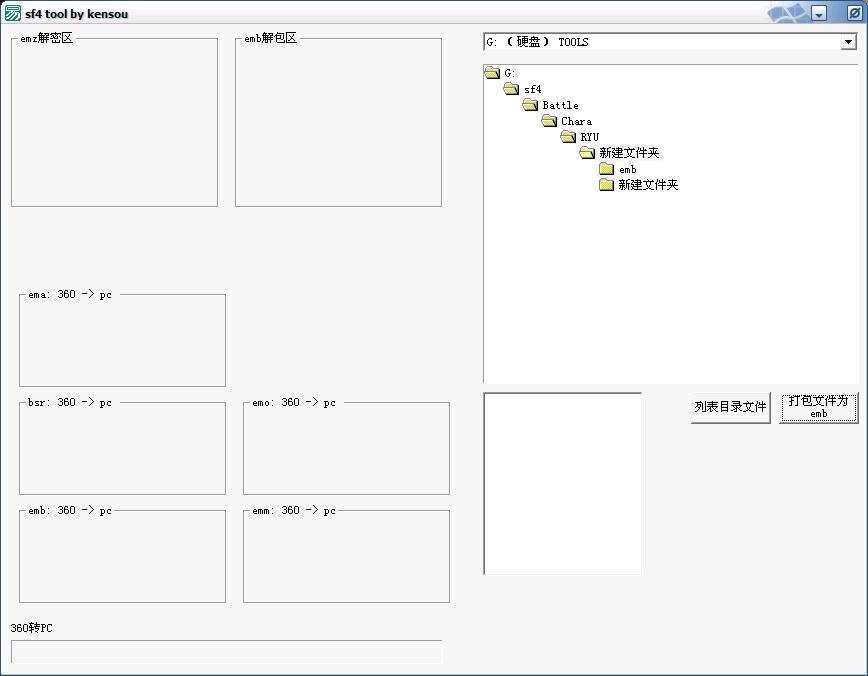 sf4 tool by kensou
emz解密区
emb解包区
G: (硬盘) TOOLS
G:
sf4
Battle
Chara
RYU
新建文件夹
emb
新建文件夹
ema: 360 -> pc
bsr: 360 -> pc
emo: 360 -> pc
列表目录文件
打包文件为
emb
emb: 360 -> pc
emm: 360 -> pc
360转PC